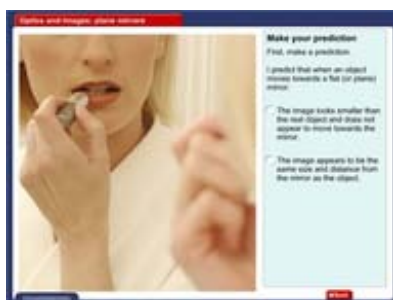 Optics and images: plane mirrors
Make your prediction
First, make a prediction.
I predict that when an object
moves towards a flat (or plane)
mirror:
The image looks smaller than
the real object and does not
appear to move towards the
mirror.
The image appears to be the
same size and distance from
the mirror as the object.